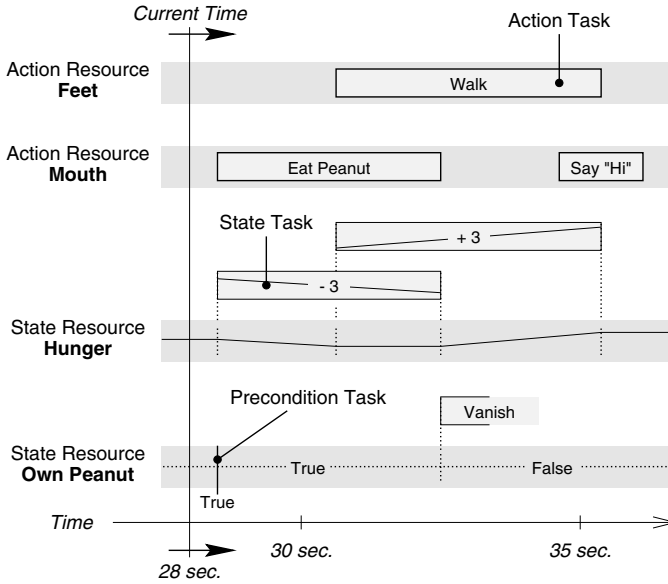 Current Time
Action Task
Action Resource
Feet
Walk
Action Resource
Mouth
Eat Peanut
Say "Hi"
State Task
+ 3
- 3
State Resource
Hunger
Precondition Task
Vanish
State Resource
Own Peanut
True
False
True
Time
30 sec.
35 sec.
28 sec.